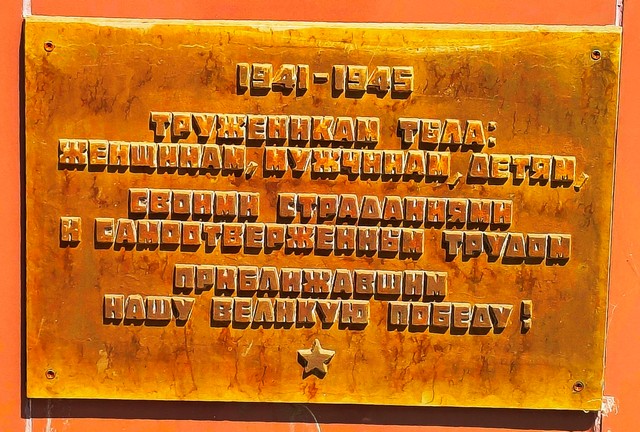 1941-1945
ТРУЖЕНИКАМ ТЫЛА:
ЖЕНЩИНАМ, МУЖЧИНАМ, ДЕТЯМ,
СВОИМИ СТРАДАНИЯМИ
И САМООТВЕРЖЕННЫМ ТРУДОМ
ПРИБЛИЖАВШИМ
НАШУ ВЕЛИКУЮ ПОБЕДУ!